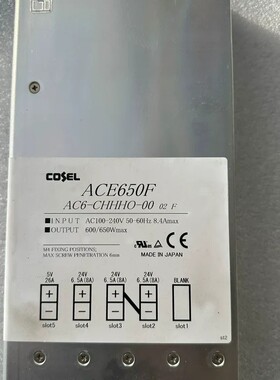 COSEL
ACE650F
AC6-CHHHO-00 02 F
■INPUT AC100-240V 50-60Hz 8.4Amax
■OUTPUT 600/650Wmax
M4 FIXING POSITIONS,
MAX SCREW PENETRATION 6mm
MADE IN JAPAN
5V 24V 24V 24V BLANK
26A 6.5A(8A) 6.5A(8A) 6.5A(8A)
+ + + +
- - - -
slot5 slot4 slot3 slot2 slot1